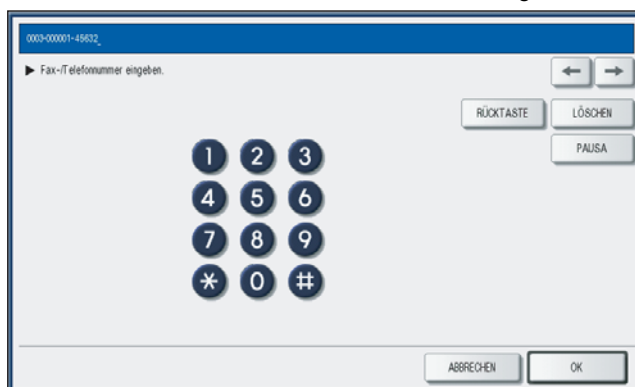 0003-000001-45632_
▶ Fax-/Telefonnummer eingeben.
← →
RÜCKTASTE LÖSCHEN
PAUSA
1 2 3
4 5 6
7 8 9
* 0 #
ABBRECHEN OK